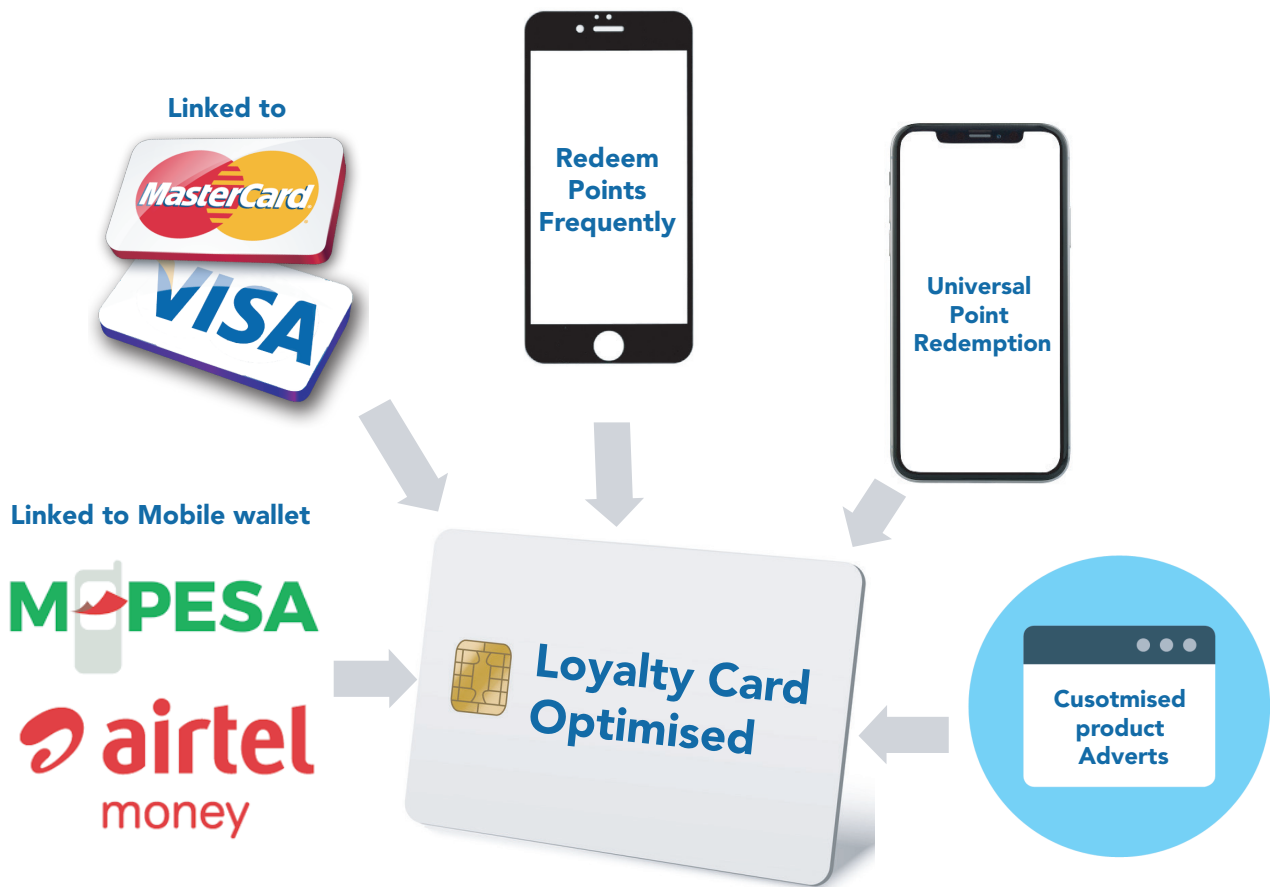 Linked to
MasterCard
VISA
Redeem
Points
Frequently
Universal
Point
Redemption
Linked to Mobile wallet
M-PESA
airtel
money
Loyalty Card
Optimised
Cusotmised
product
Adverts